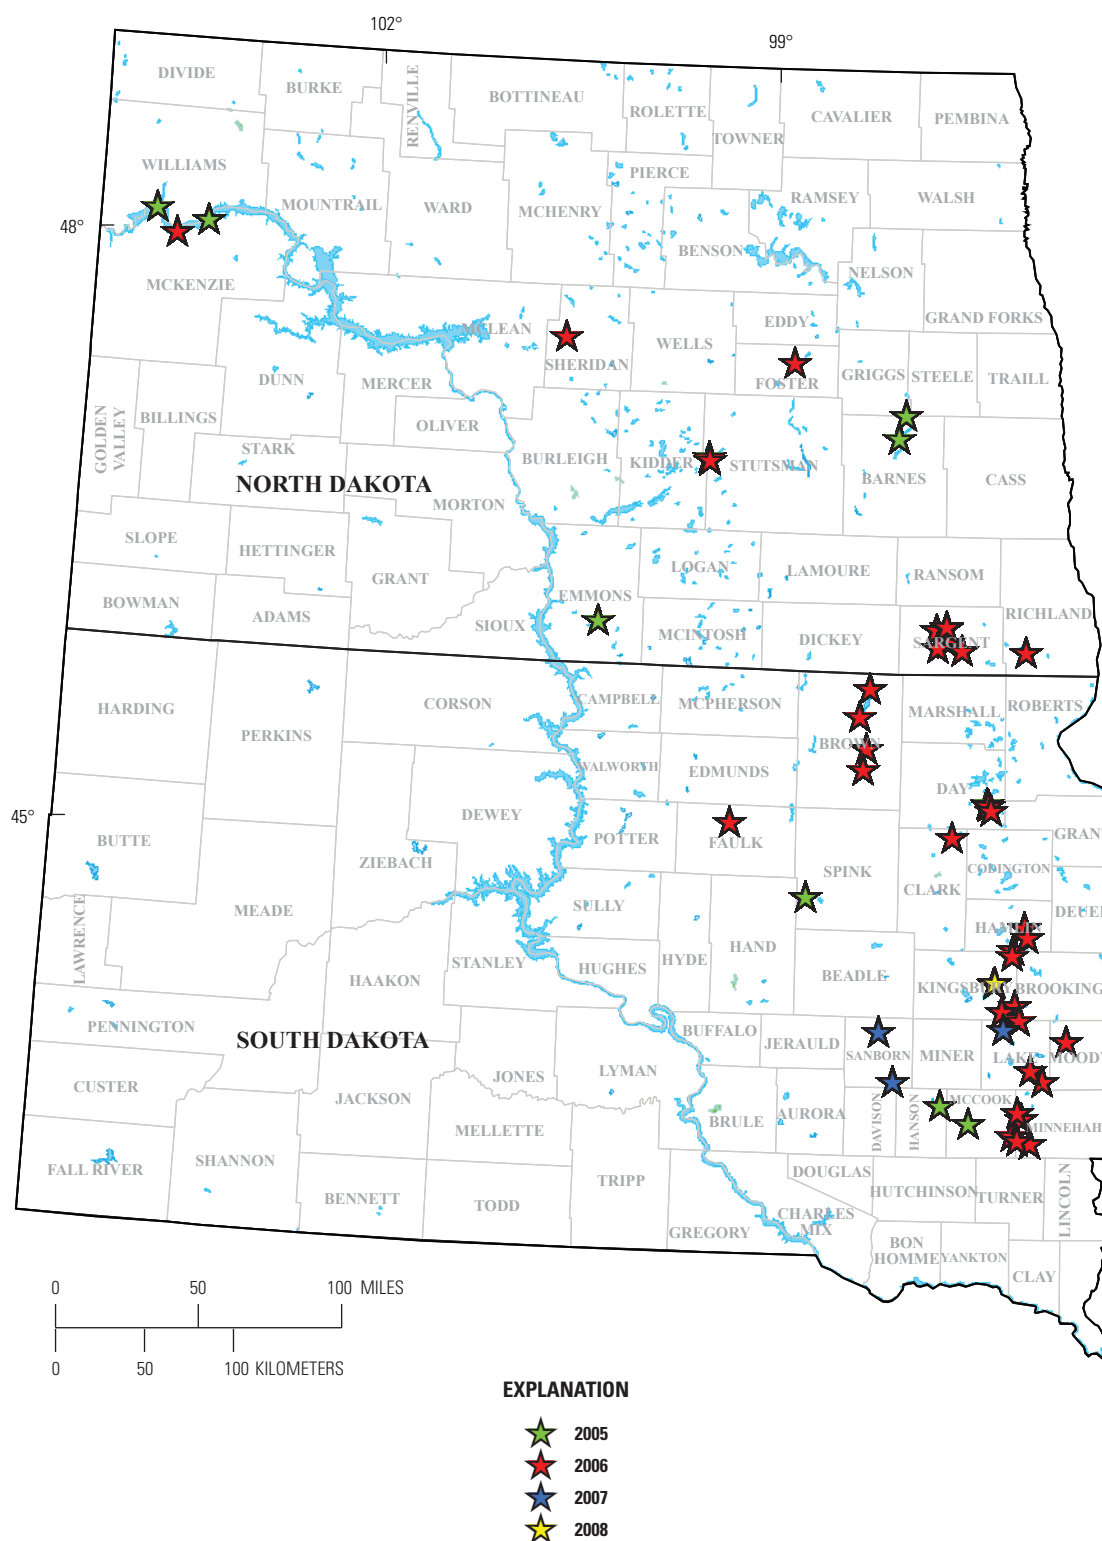 102°
99°
DIVIDE
BURKE
RENVILLE
BOTTINEAU
ROLETTE
TOWNER
CAVALIER
PEMBINA
WILLIAMS
MOUNTRAIL
WARD
MCHENRY
PIERCE
BENSON
RAMSEY
WALSH
48°
MCKENZIE
NELSON
GRAND FORKS
MCLEAN
SHERIDAN
WELLS
EDDY
FOSTER
GRIGGS
STEELE
TRAILL
DUNN
MERCER
GOLDEN
VALLEY
BILLINGS
OLIVER
STARK
BURLEIGH
KIDDER
STUTSMAN
BARNES
CASS
NORTH DAKOTA
MORTON
SLOPE
HETTINGER
GRANT
LOGAN
LAMOURE
RANSOM
BOWMAN
ADAMS
SIOUX
EMMONS
MCINTOSH
DICKEY
SARGENT
RICHLAND
HARDING
PERKINS
CORSON
CAMPBELL
MCPHERSON
BROWN
MARSHALL
ROBERTS
WALWORTH
EDMUNDS
DAY
45°
BUTTE
DEWEY
ZIEBACH
POTTER
FAULK
SPINK
CLARK
CODINGTON
GRANT
LAWRENCE
MEADE
SULLY
HAMLIN
DEUEL
HAAKON
STANLEY
HUGHES
HYDE
HAND
BEADLE
KINGSBURY
BROOKINGS
PENNINGTON
SOUTH DAKOTA
BUFFALO
JERAULD
SANBORN
MINER
LAKE
MOODY
CUSTER
JACKSON
JONES
LYMAN
MELLETTE
BRULE
AURORA
DAVISON
HANSON
MCCOOK
MINNEHAHA
FALL RIVER
SHANNON
BENNETT
TODD
TRIPP
GREGORY
DOUGLAS
CHARLES
MIX
HUTCHINSON
TURNER
LINCOLN
BON
HOMME
YANKTON
CLAY
0 50 100 MILES
0 50 100 KILOMETERS
EXPLANATION
2005
2006
2007
2008